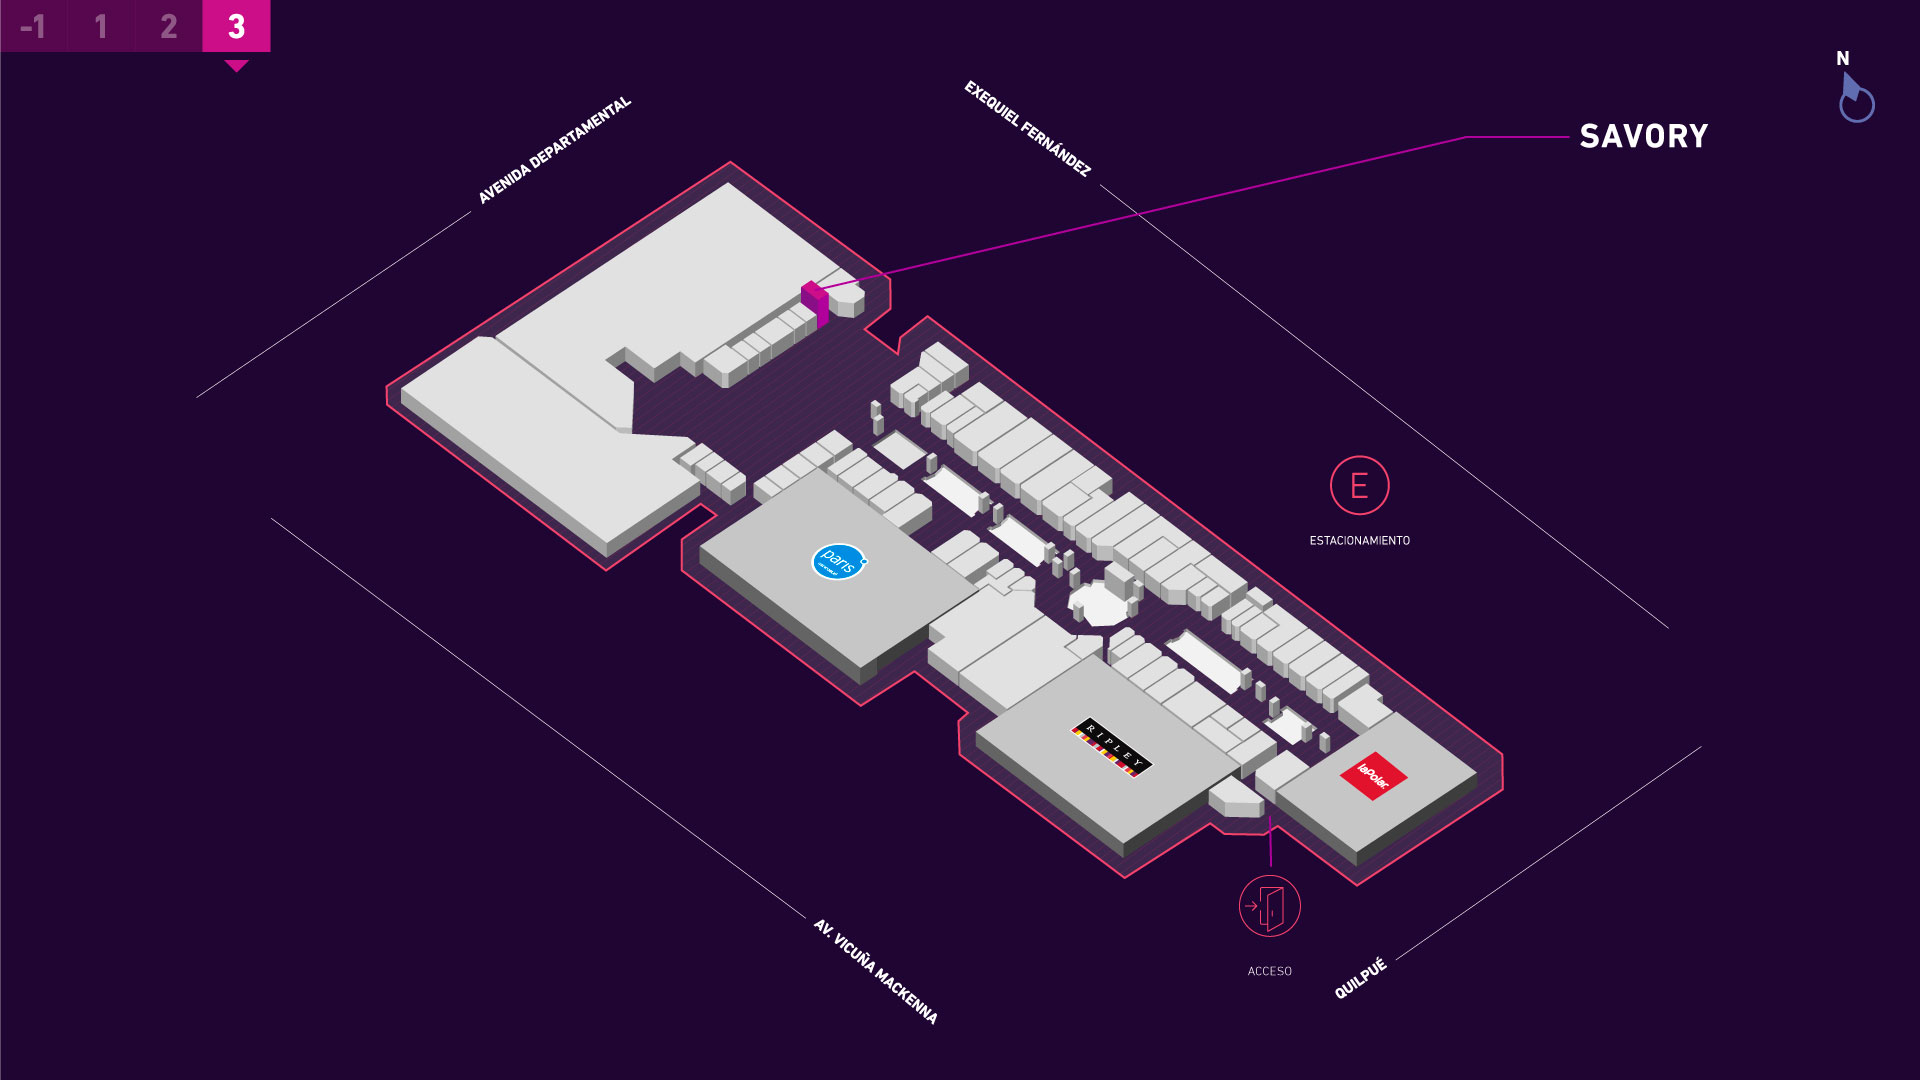 -1 1 2 3
N
SAVORY
AVENIDA DEPARTAMENTAL
EXEQUIEL FERNÁNDEZ
E
ESTACIONAMIENTO
paris
RIPLEY
laPolar
ACCESO
AV. VICUÑA MACKENNA
QUILPUÉ